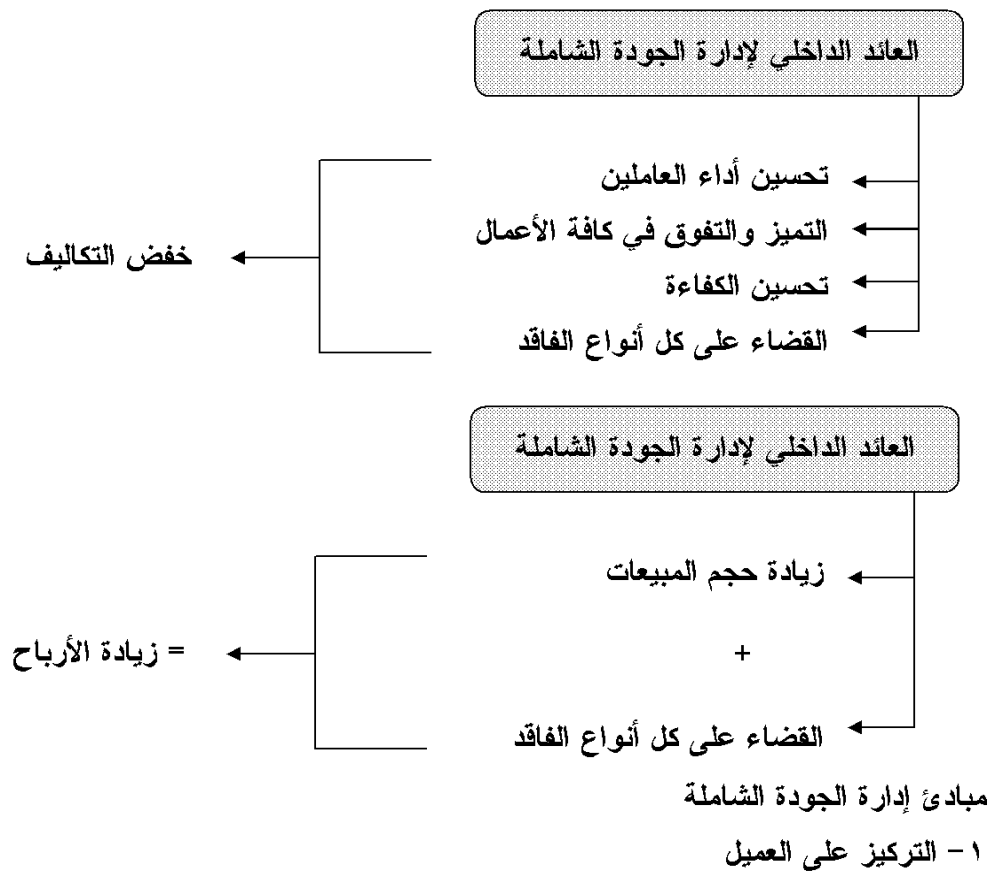 العائد الداخلي لإدارة الجودة الشاملة
تحسين أداء العاملين
التميز والتفوق في كافة الأعمال
تحسين الكفاءة
القضاء على كل أنواع الفاقد
خفض التكاليف
العائد الداخلي لإدارة الجودة الشاملة
زيادة حجم المبيعات
+
القضاء على كل أنواع الفاقد
= زيادة الأرباح
مبادئ إدارة الجودة الشاملة
١- التركيز على العميل